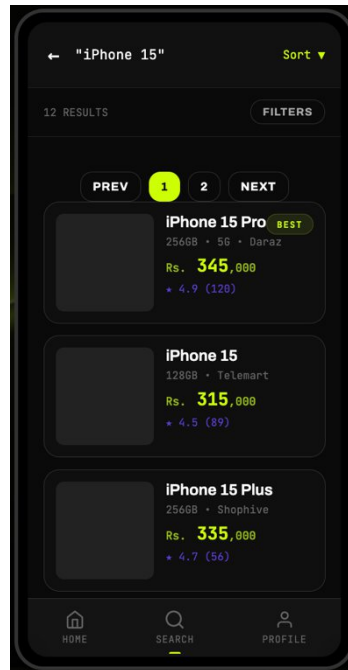 ← "iPhone 15" Sort ▼
12 RESULTS FILTERS
PREV 1 2 NEXT
iPhone 15 Pro BEST
256GB • 5G • Daraz
Rs. 345,000
★ 4.9 (120)
iPhone 15
128GB • Telemart
Rs. 315,000
★ 4.5 (89)
iPhone 15 Plus
256GB • Shophive
Rs. 335,000
★ 4.7 (56)
HOME SEARCH PROFILE